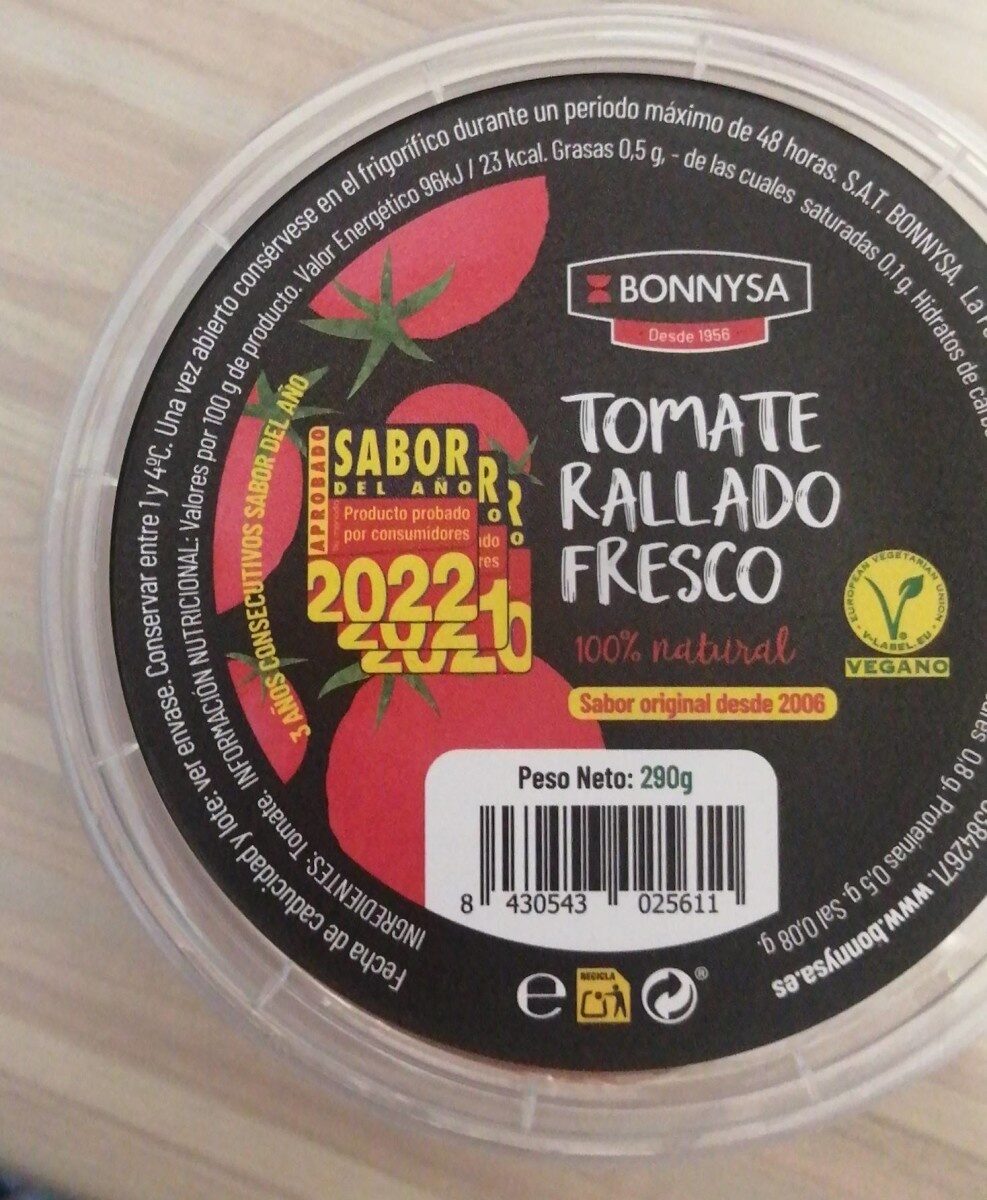 Fecha de caducidad y lote: ver envase. Conservar entre 1 y 4ºC. Una vez abierto consérvese en el frigorífico durante un periodo máximo de 48 horas. S.A.T. BONNYSA. La
5842671. www.bonnysa.es
INGREDIENTES: Tomate. INFORMACIÓN NUTRICIONAL: Valores por 100 g de producto. Valor Energético 96kJ / 23 kcal. Grasas 0,5 g, - de las cuales saturadas 0,1 g. Hidratos de
0,8 g. Proteinas 0,5 g. Sal 0,08 g.
BONNYSA
Desde 1956
3 AÑOS CONSECUTIVOS SABOR DEL AÑO
APROBADO
SABOR
DEL AÑO
Producto probado
por consumidores
2022
2021
2020
TOMATE
RALLADO
FRESCO
100% natural
Sabor original desde 2006
EUROPEAN VEGETARIAN UNION
V-LABEL.EU
VEGANO
Peso Neto: 290g
8 430543 025611
e
RECICLA
®